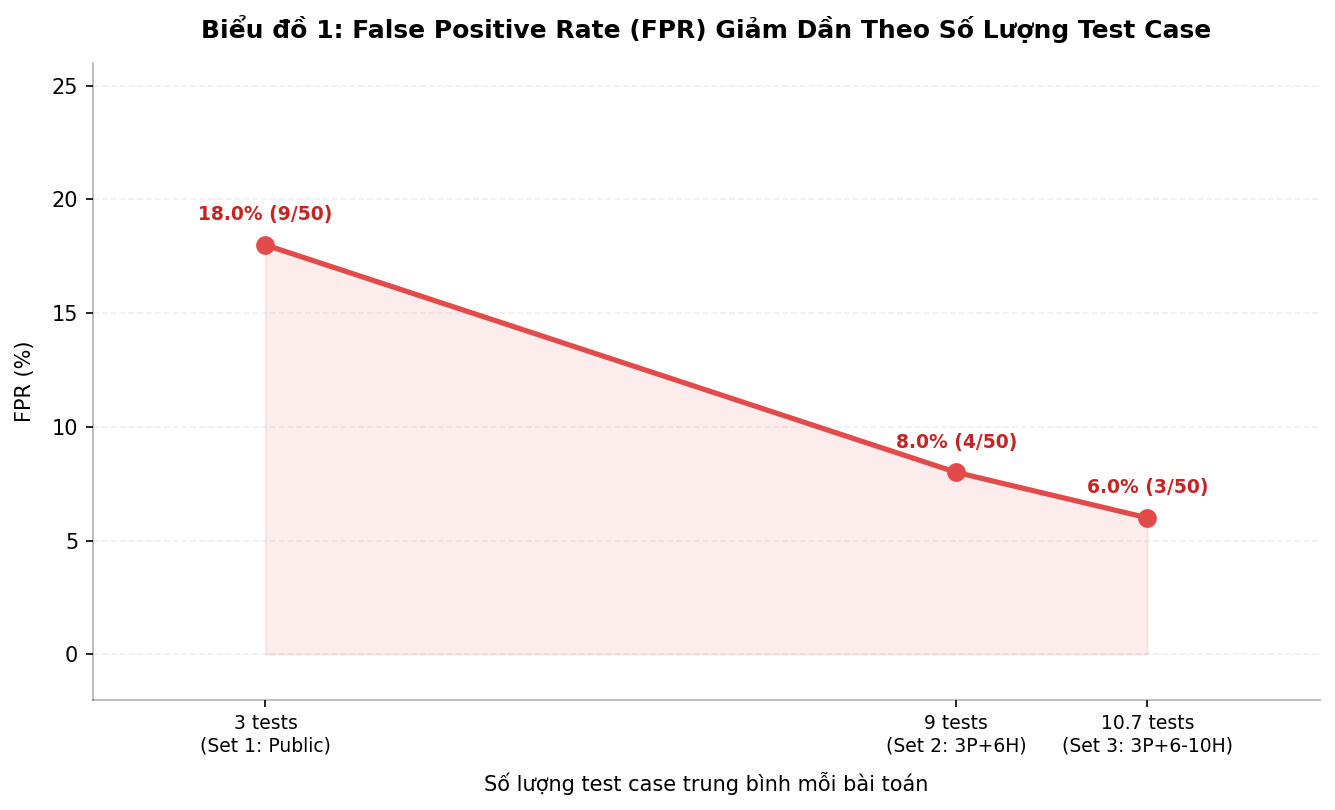 Biểu đồ 1: False Positive Rate (FPR) Giảm Dần Theo Số Lượng Test Case
25
20
15
10
5
0
FPR (%)
18.0% (9/50)
8.0% (4/50)
6.0% (3/50)
3 tests
(Set 1: Public)
9 tests
(Set 2: 3P+6H)
10.7 tests
(Set 3: 3P+6-10H)
Số lượng test case trung bình mỗi bài toán